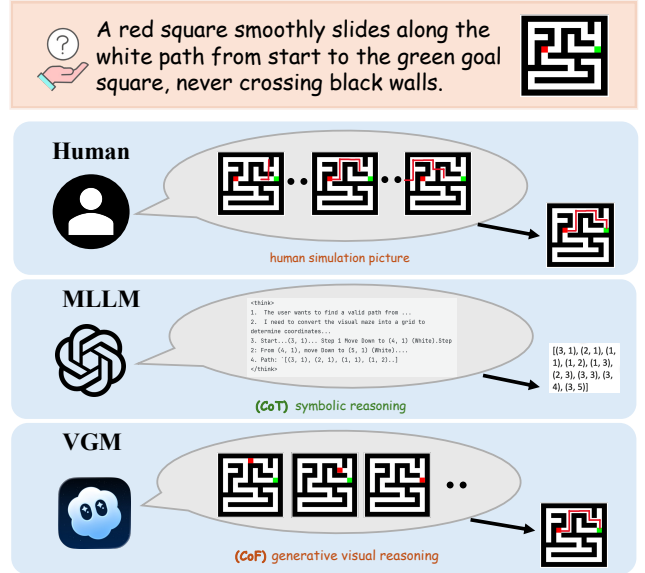 ?
A red square smoothly slides along the
white path from start to the green goal
square, never crossing black walls.
Human
human simulation picture
MLLM
<think>
1. The user wants to find a valid path from ...
2. I need to convert the visual maze into a grid to
determine coordinates...
3. Start...(3, 1)... Step 1 Move Down to (4, 1) (White).Step
2: From (4, 1), move Down to (5, 1) (White)....
4. Path: `[(3, 1), (2, 1), (1, 1), (1, 2)..]
</think>
[(3, 1), (2, 1), (1,
1), (1, 2), (1, 3),
(2, 3), (3, 3), (3,
4), (3, 5)]
(CoT) symbolic reasoning
VGM
(CoF) generative visual reasoning